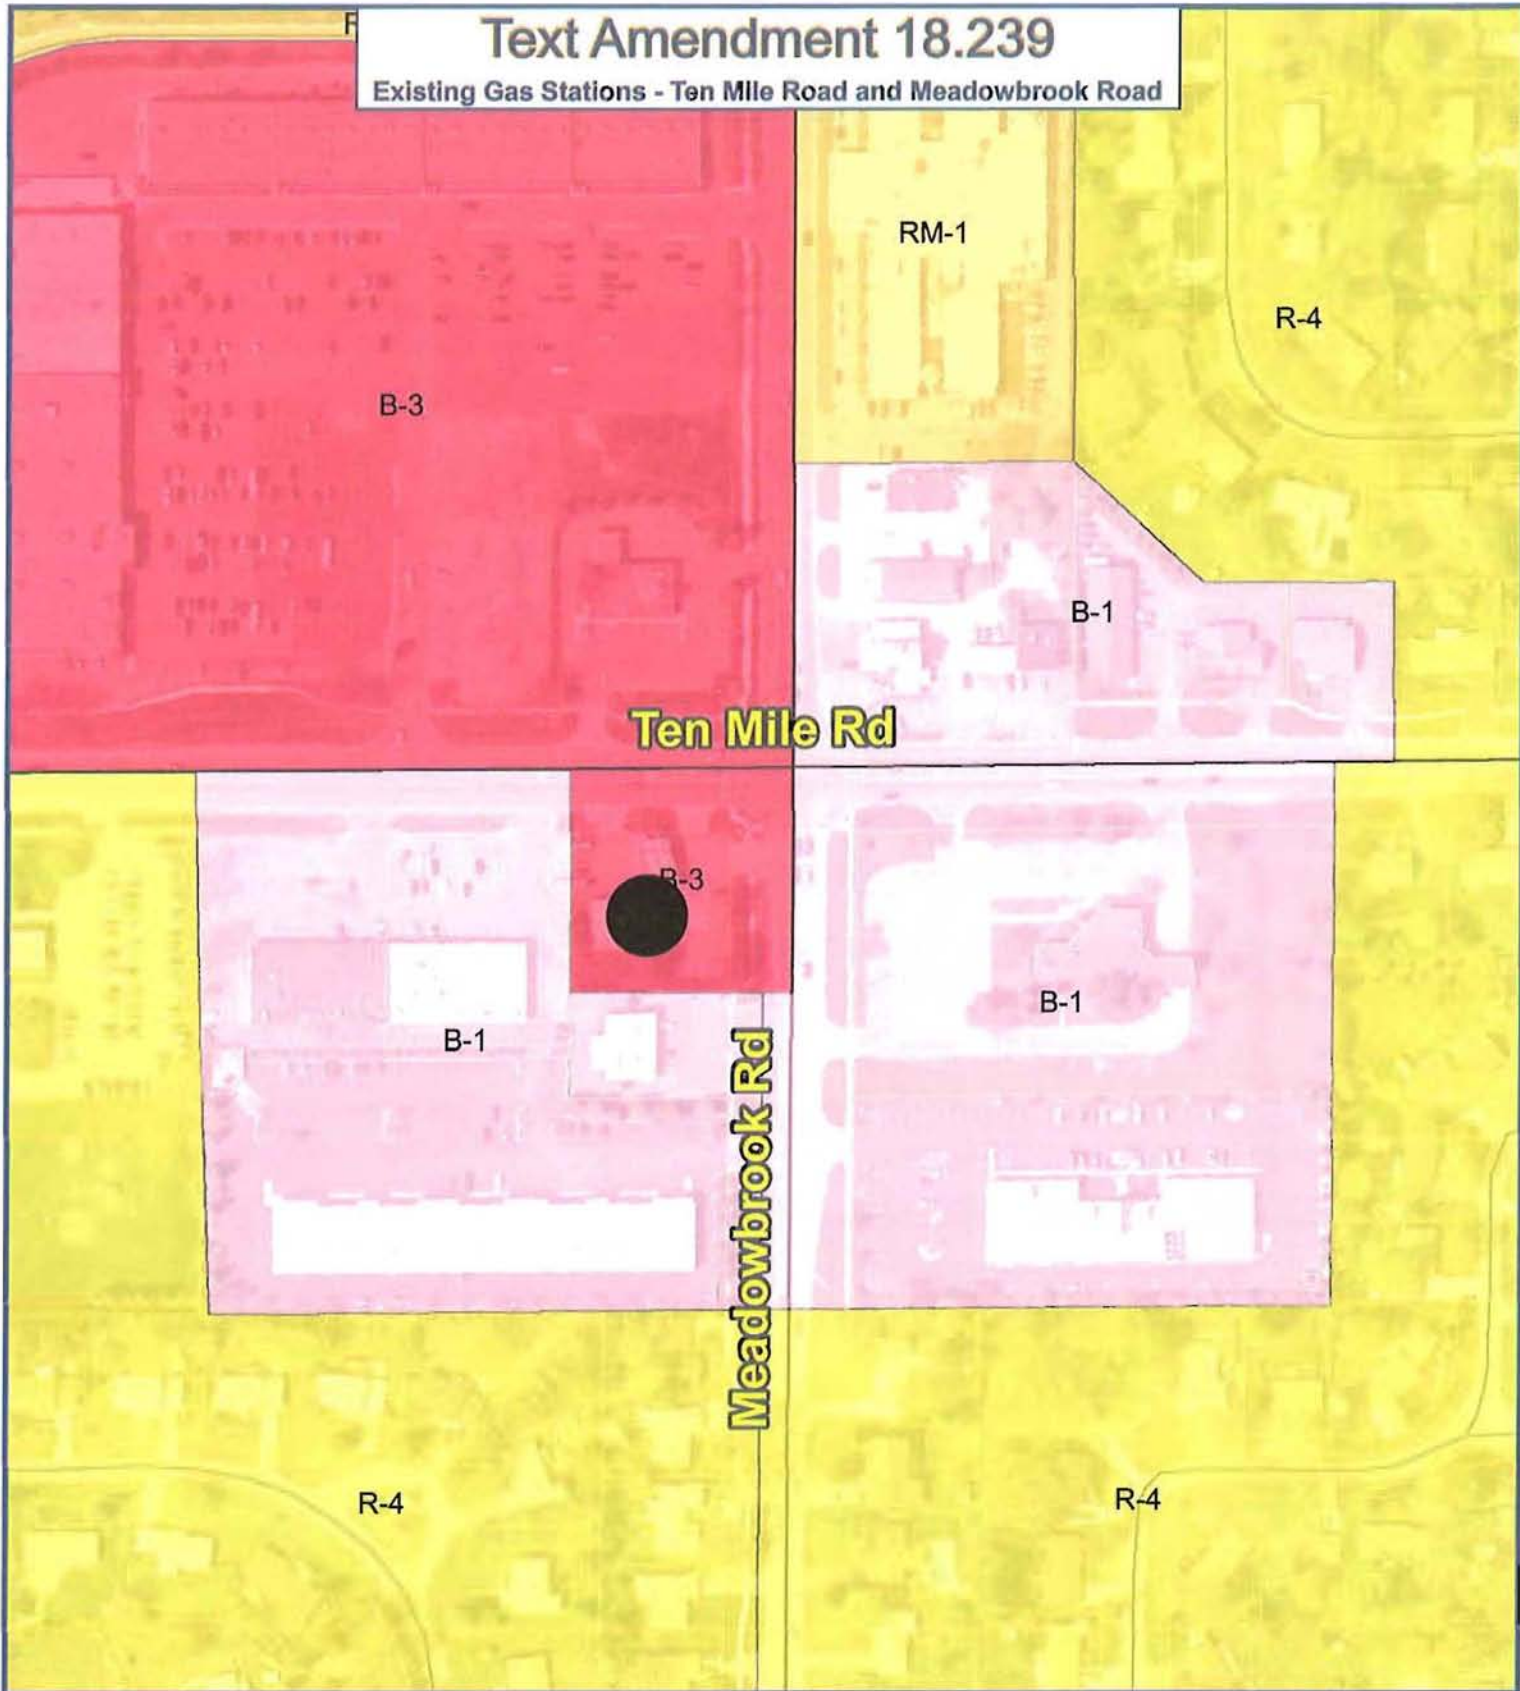 Text Amendment 18.239
Existing Gas Stations - Ten Mile Road and Meadowbrook Road
RM-1
R-4
B-3
B-1
Ten Mile Rd
B-3
B-1
B-1
Meadowbrook Rd
R-4
R-4